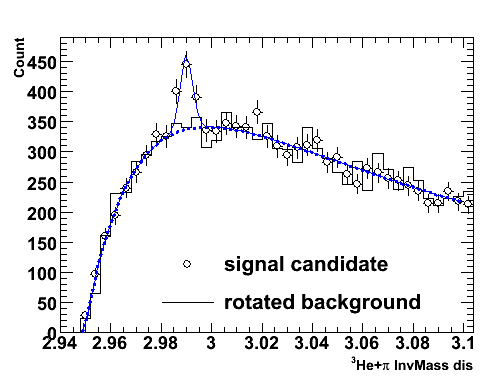 Count
450
400
350
300
250
200
150
100
50
0
signal candidate
rotated background
2.94 2.96 2.98 3 3.02 3.04 3.06 3.08 3.1
³He+π InvMass dis